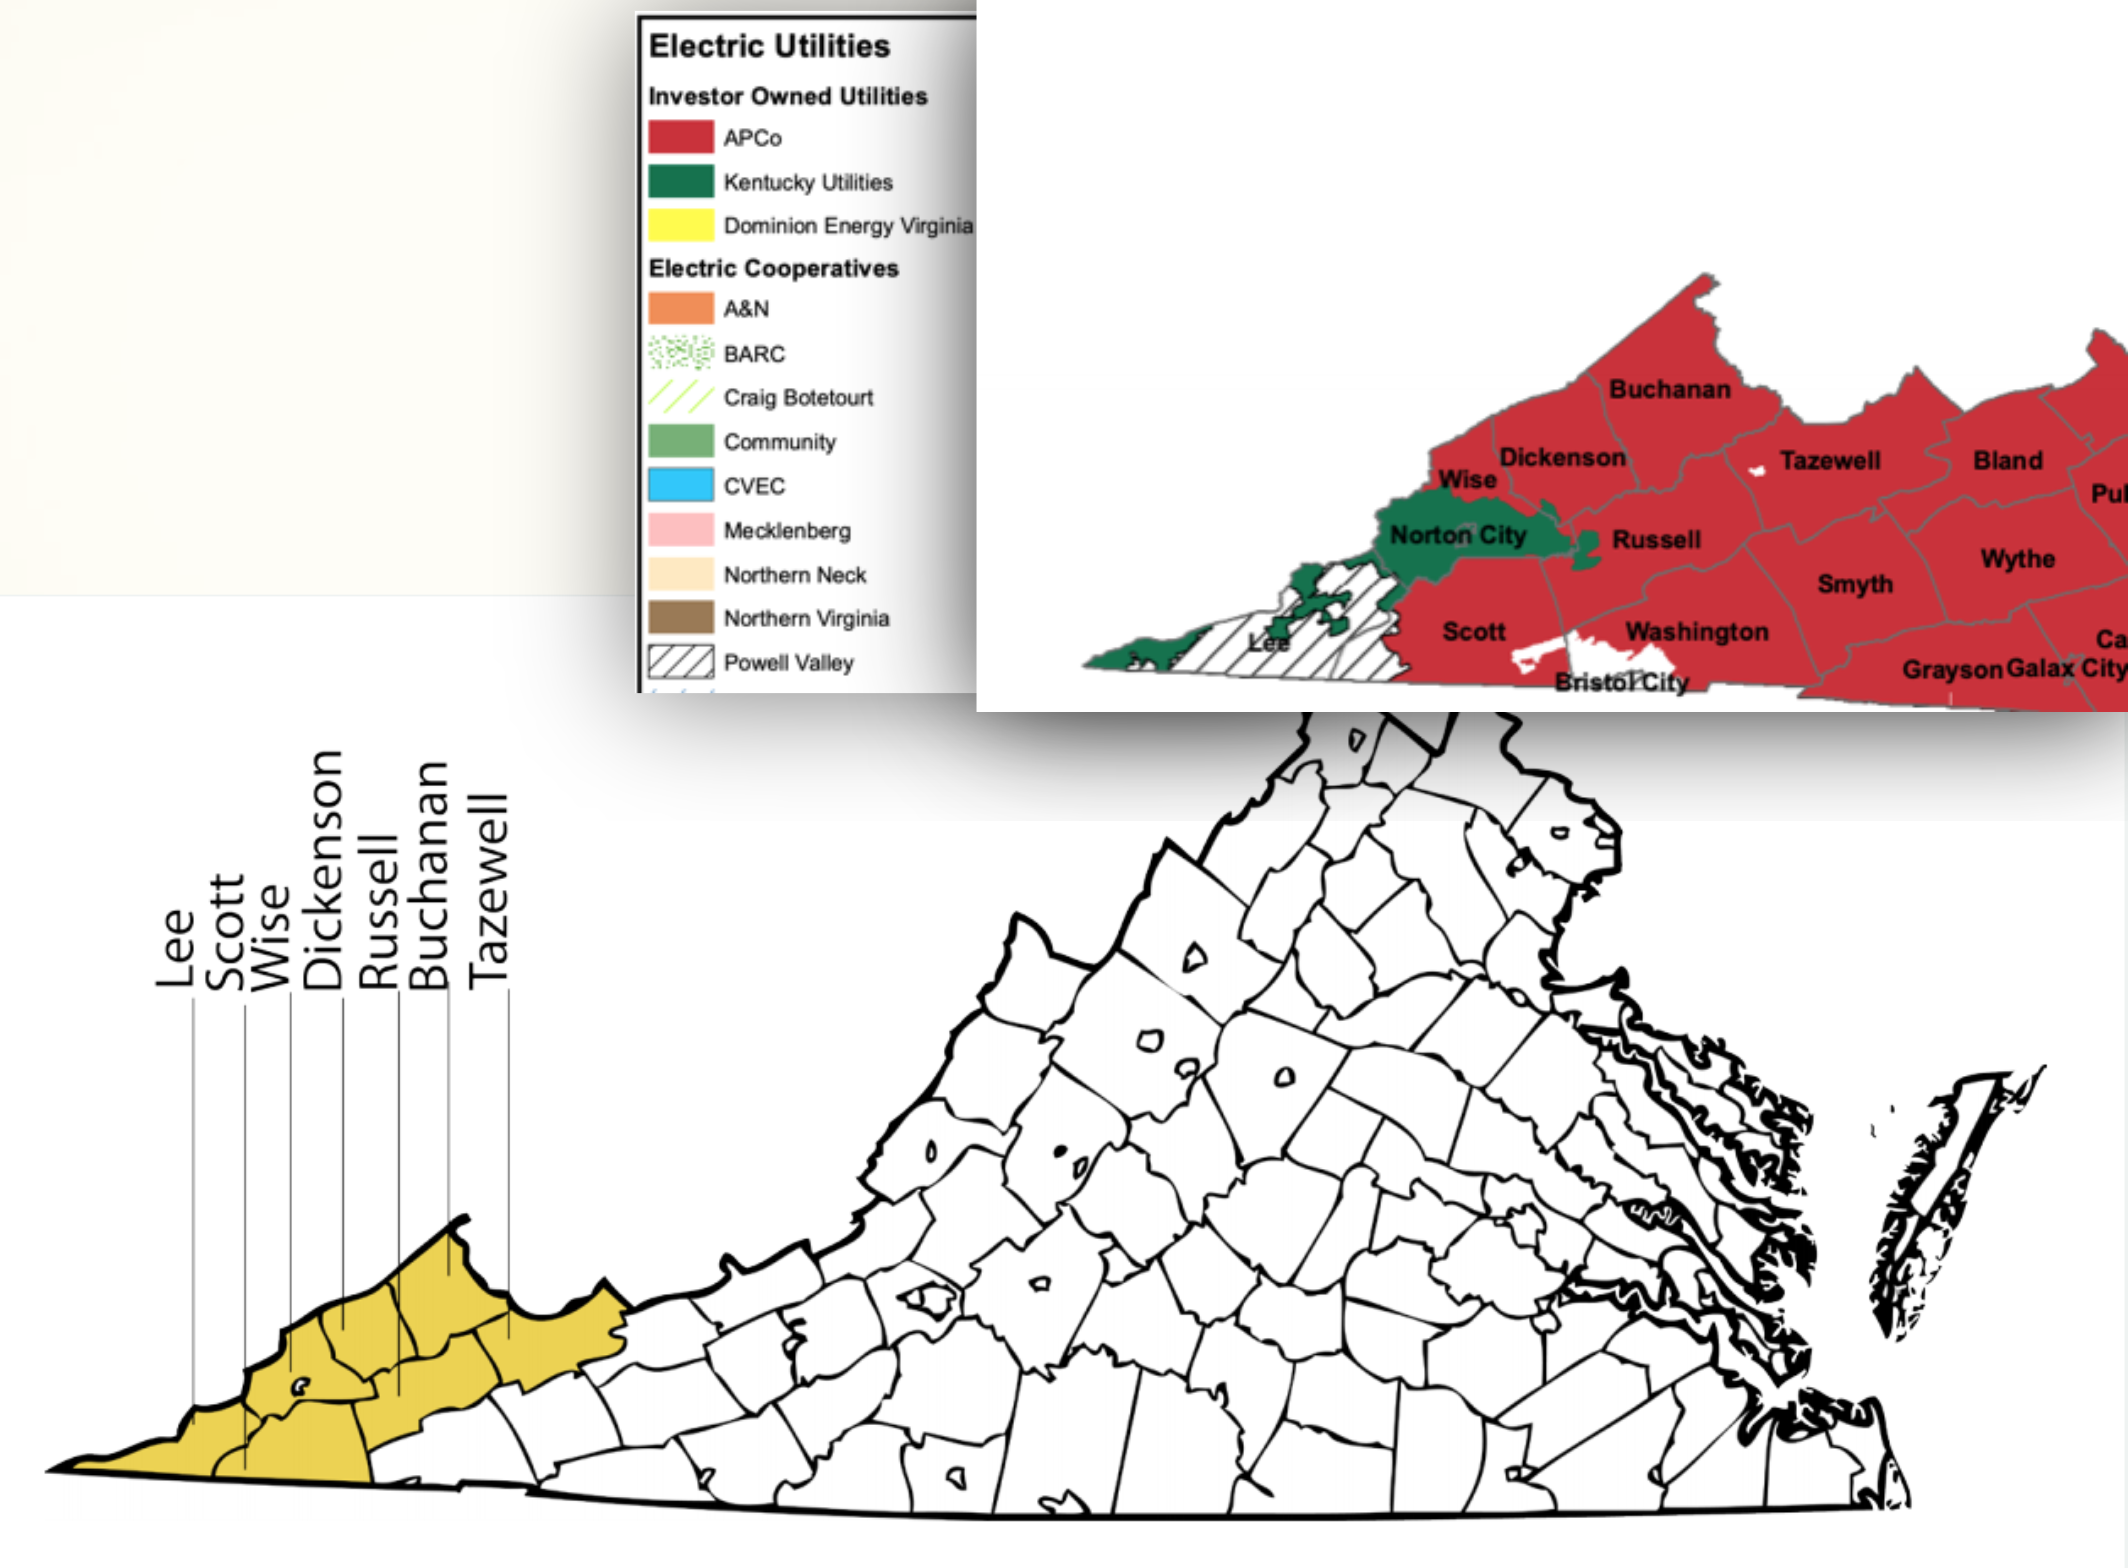 Electric Utilities
Investor Owned Utilities
APCo
Kentucky Utilities
Dominion Energy Virginia
Electric Cooperatives
A&N
BARC
Craig Botetourt
Community
CVEC
Mecklenberg
Northern Neck
Northern Virginia
Powell Valley
Buchanan
Dickenson
Wise
Tazewell
Bland
Pul
Norton City
Russell
Wythe
Smyth
Scott
Washington
Lee
Ca
Grayson
Galax City
Bristol City
Lee
Scott
Wise
Dickenson
Russell
Buchanan
Tazewell